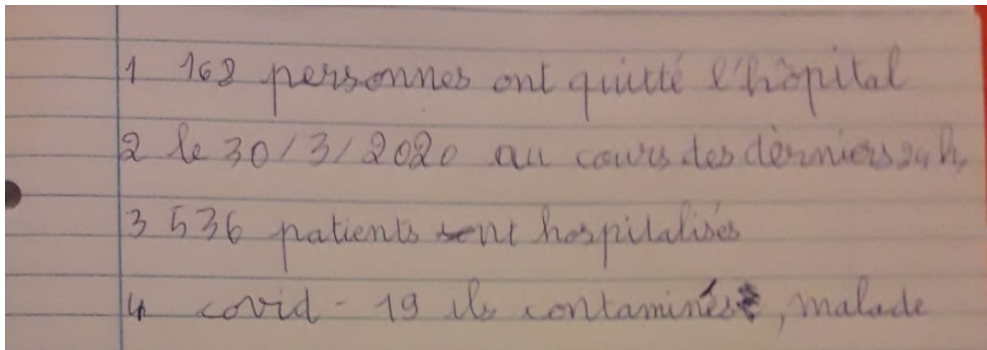 1 168 personnes ont quitté l'hôpital
2 le 30/3/2020 au cours des dèrniers 24h,
3 536 patients sont hospitalisés
4 covid-19 ils contaminés, malade